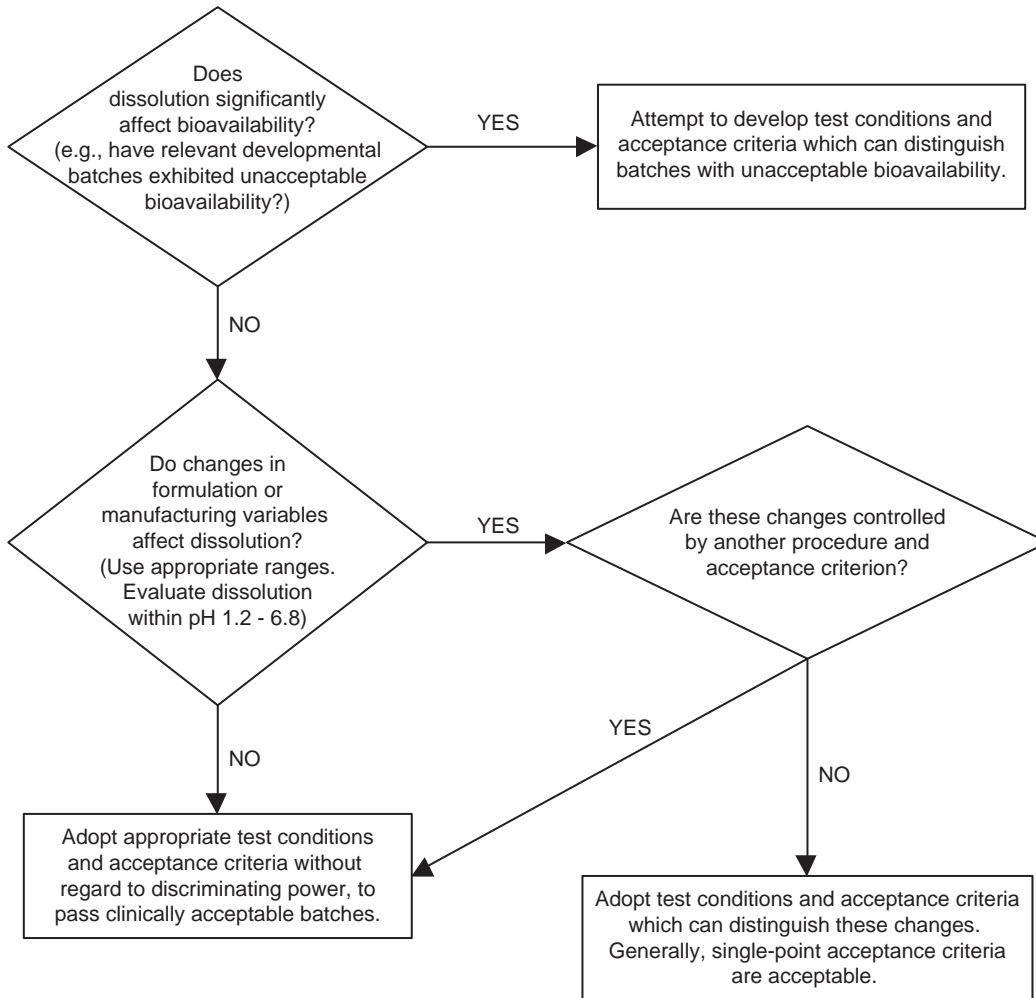 Does
dissolution significantly
affect bioavailability?
(e.g., have relevant developmental
batches exhibited unacceptable
bioavailability?)
YES
Attempt to develop test conditions and
acceptance criteria which can distinguish
batches with unacceptable bioavailability.
NO
Do changes in
formulation or
manufacturing variables
affect dissolution?
(Use appropriate ranges.
Evaluate dissolution
within pH 1.2 - 6.8)
YES
Are these changes controlled
by another procedure and
acceptance criterion?
NO
YES
NO
Adopt appropriate test conditions
and acceptance criteria without
regard to discriminating power, to
pass clinically acceptable batches.
Adopt test conditions and acceptance criteria
which can distinguish these changes.
Generally, single-point acceptance criteria
are acceptable.